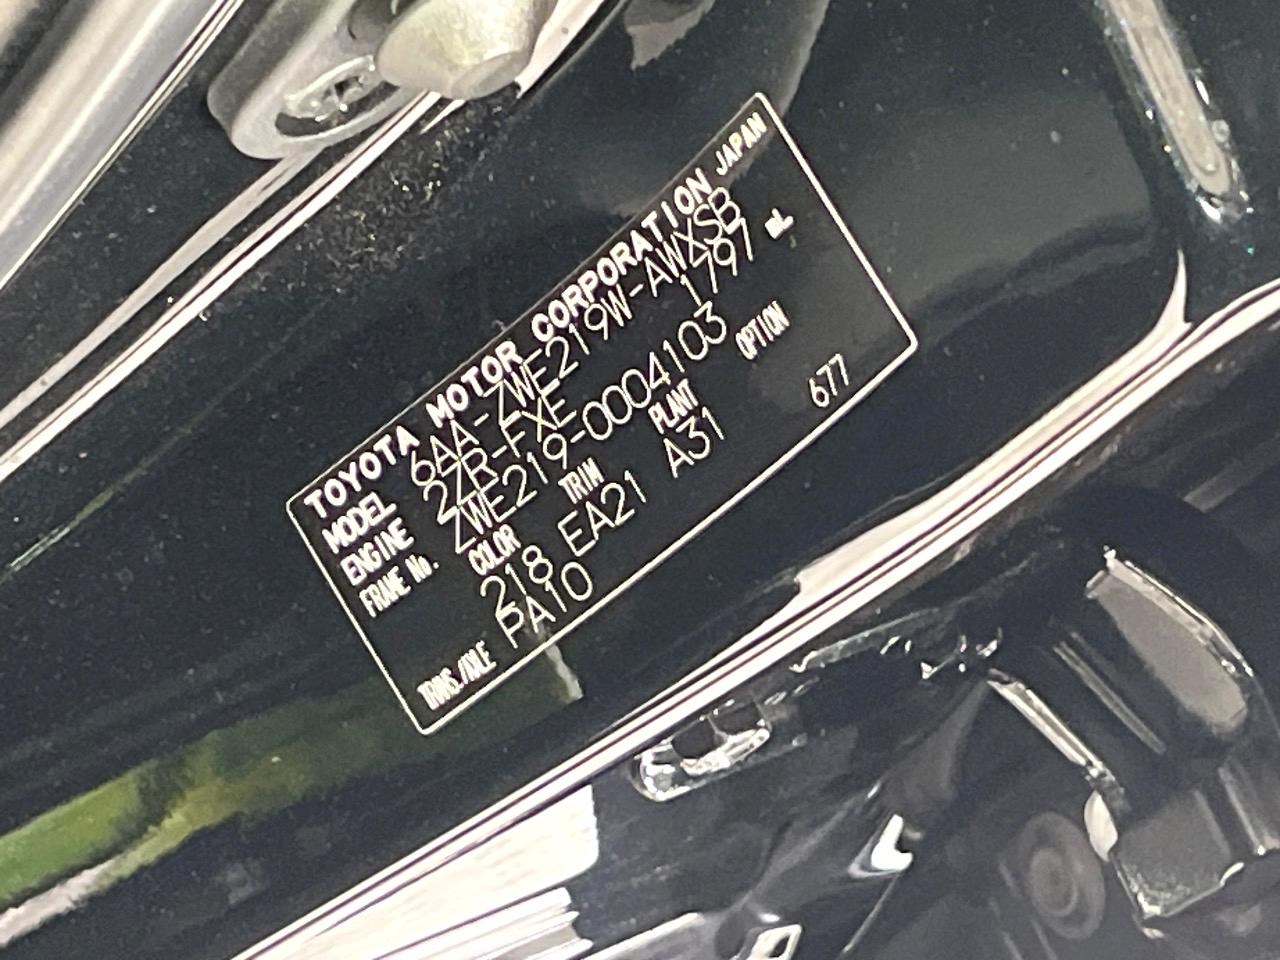 TOYOTA MOTOR CORPORATION JAPAN
MODEL 6AA-ZWE219W-AWXSB
ENGINE 2ZR-FXE 1797 mL
FRAME No. ZWE219-0004103
COLOR TRIM PLANT OPTION
218 EA21 A31 677
TRANS./AXLE PA10